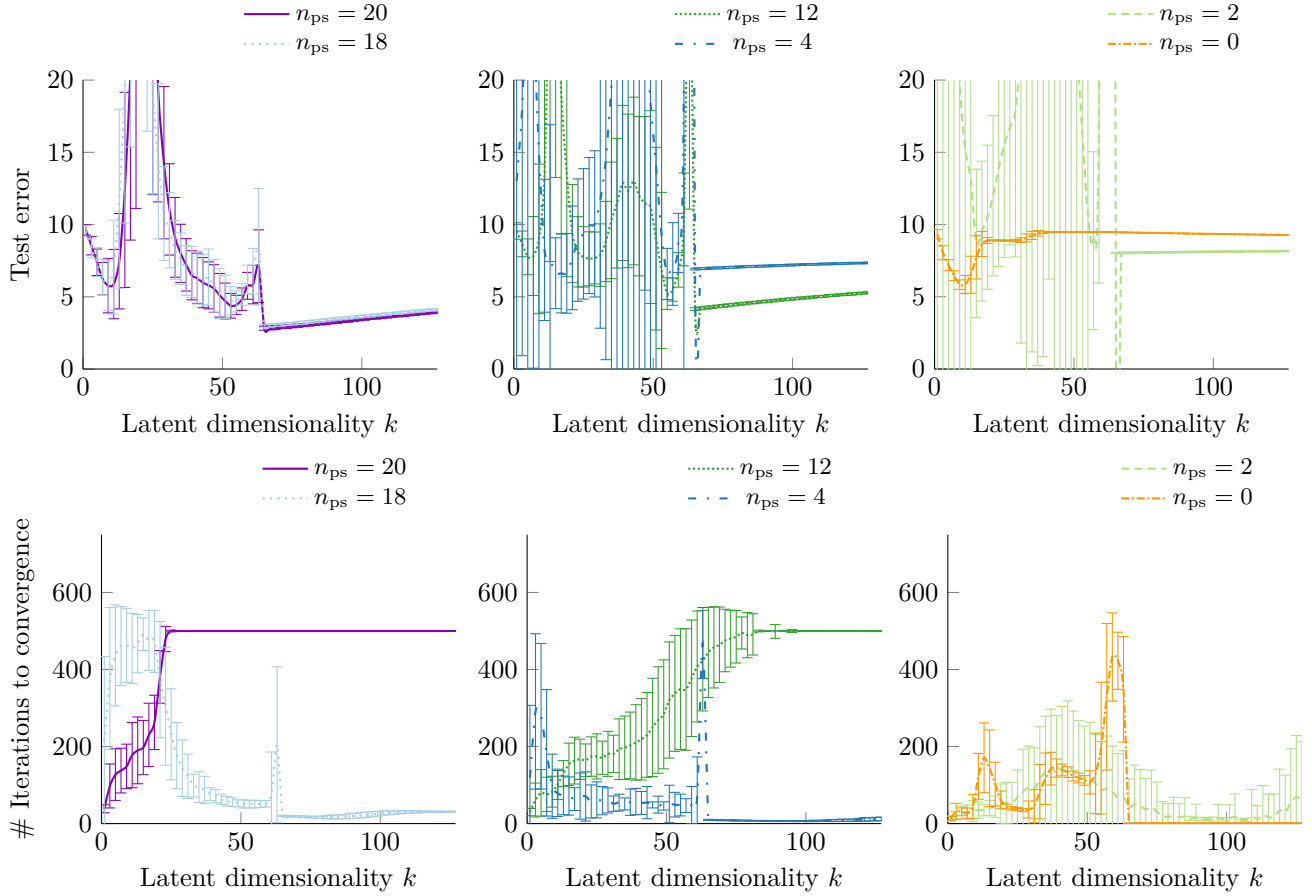 n_ps = 20
n_ps = 18
n_ps = 12
n_ps = 4
n_ps = 2
n_ps = 0
Test error
20
15
10
5
0
0
50
100
Latent dimensionality k
20
15
10
5
0
0
50
100
Latent dimensionality k
20
15
10
5
0
0
50
100
Latent dimensionality k
n_ps = 20
n_ps = 18
n_ps = 12
n_ps = 4
n_ps = 2
n_ps = 0
# Iterations to convergence
600
400
200
0
0
50
100
Latent dimensionality k
600
400
200
0
0
50
100
Latent dimensionality k
600
400
200
0
0
50
100
Latent dimensionality k